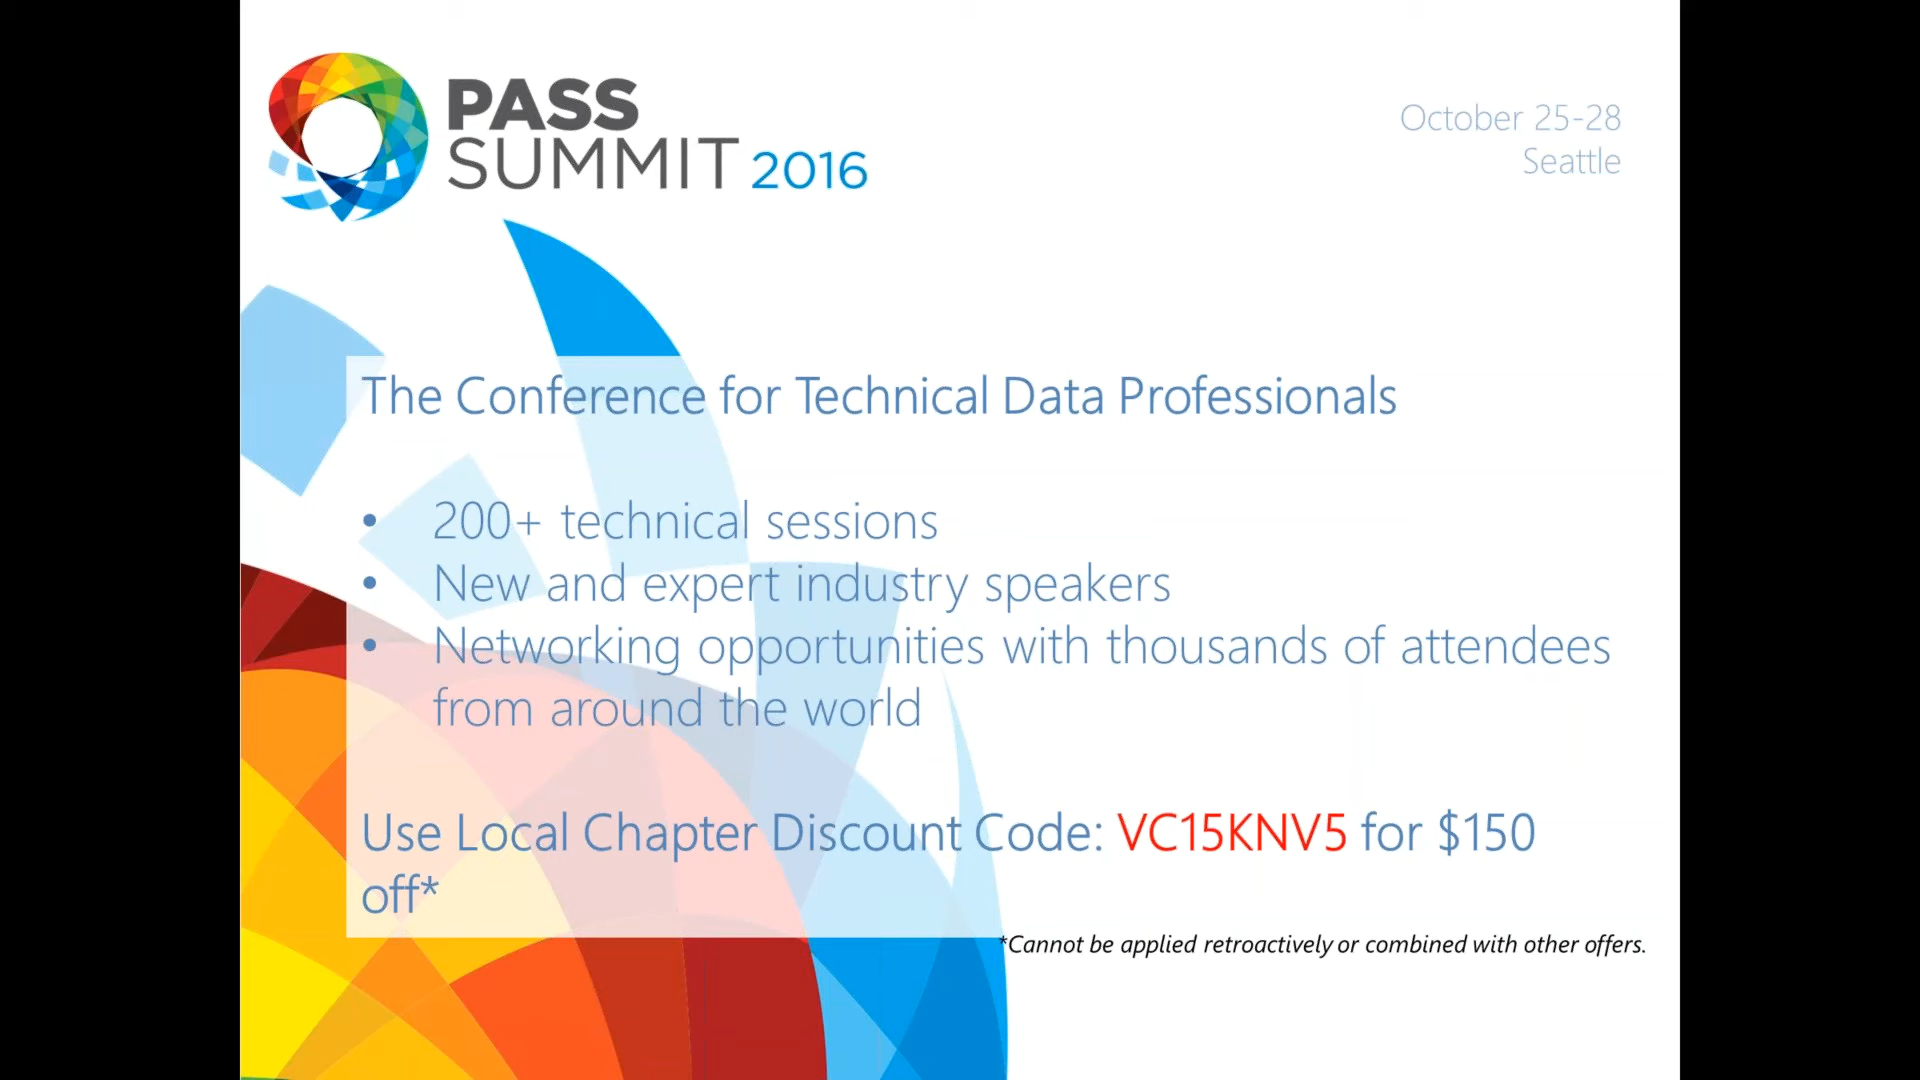 PASS
SUMMIT 2016
October 25-28
Seattle
The Conference for Technical Data Professionals
• 200+ technical sessions
• New and expert industry speakers
• Networking opportunities with thousands of attendees
from around the world
Use Local Chapter Discount Code: VC15KNV5 for $150
off*
*Cannot be applied retroactively or combined with other offers.